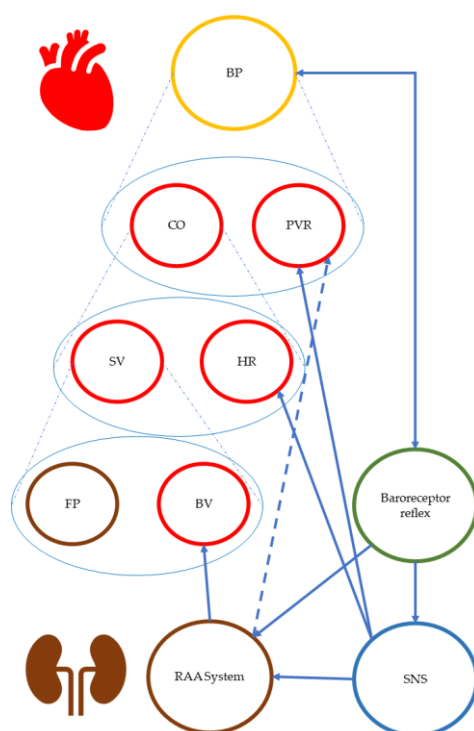 BP
CO
PVR
SV
HR
FP
BV
Baroreceptor
reflex
RAA System
SNS